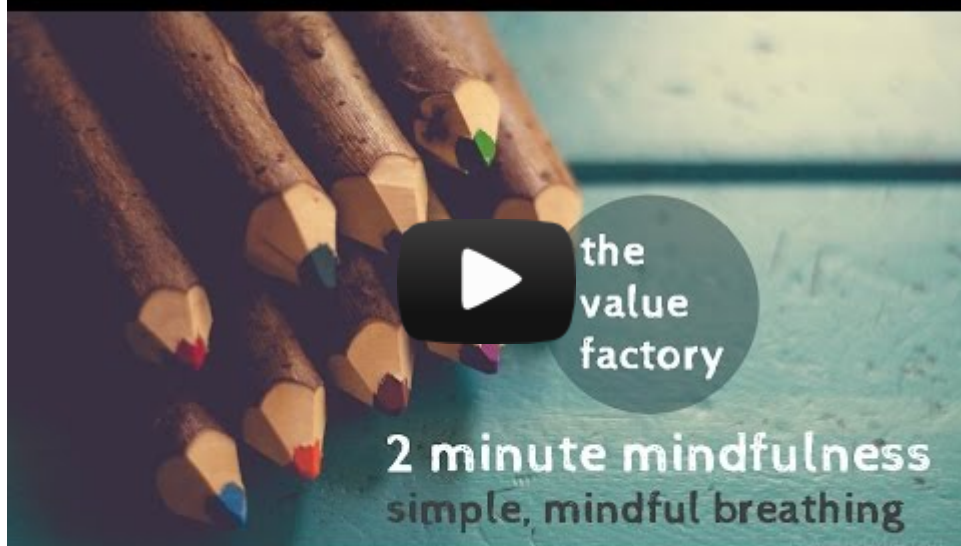 the
value
factory
2 minute mindfulness
simple, mindful breathing